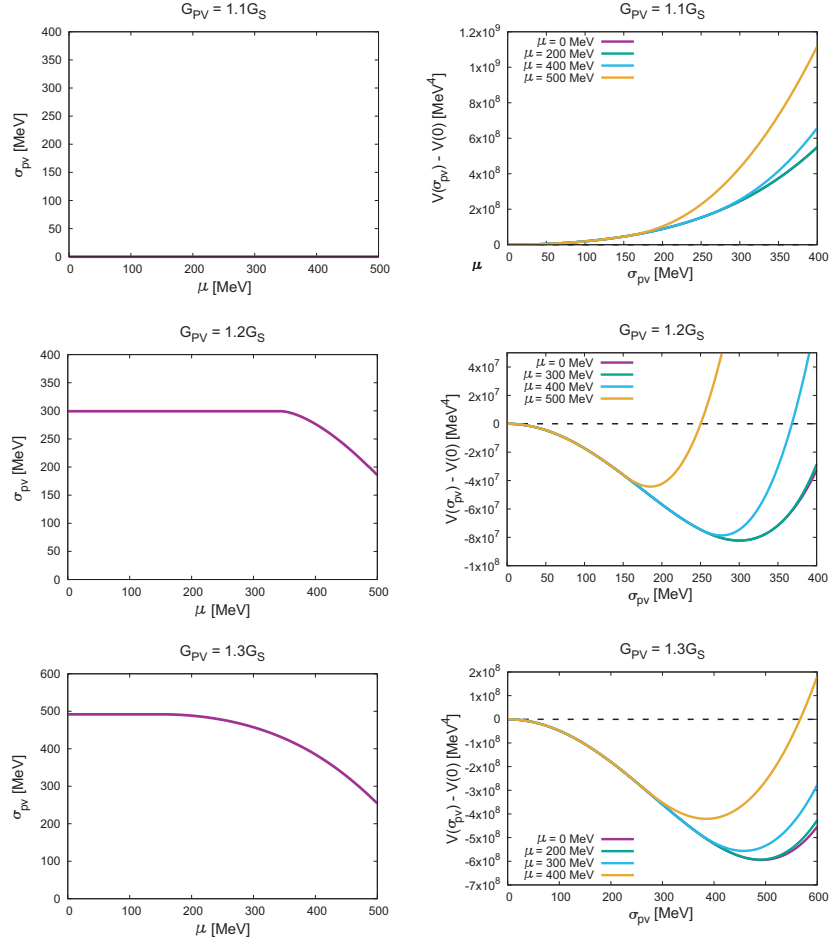 G_PV = 1.1G_S
σ_pv [MeV]
400
350
300
250
200
150
100
50
0
0 100 200 300 400 500
μ [MeV]
G_PV = 1.1G_S
V(σ_pv) - V(0) [MeV^4]
1.2x10^9
1x10^9
8x10^8
6x10^8
4x10^8
2x10^8
0
μ = 0 MeV
μ = 200 MeV
μ = 400 MeV
μ = 500 MeV
0 50 100 150 200 250 300 350 400
μ
σ_pv [MeV]
G_PV = 1.2G_S
σ_pv [MeV]
400
350
300
250
200
150
100
50
0
0 100 200 300 400 500
μ [MeV]
G_PV = 1.2G_S
V(σ_pv) - V(0) [MeV^4]
4x10^7
2x10^7
0
-2x10^7
-4x10^7
-6x10^7
-8x10^7
-1x10^8
μ = 0 MeV
μ = 300 MeV
μ = 400 MeV
μ = 500 MeV
0 50 100 150 200 250 300 350 400
σ_pv [MeV]
G_PV = 1.3G_S
σ_pv [MeV]
600
500
400
300
200
100
0
0 100 200 300 400 500
μ [MeV]
G_PV = 1.3G_S
V(σ_pv) - V(0) [MeV^4]
2x10^8
1x10^8
0
-1x10^8
-2x10^8
-3x10^8
-4x10^8
-5x10^8
-6x10^8
-7x10^8
μ = 0 MeV
μ = 200 MeV
μ = 300 MeV
μ = 400 MeV
0 100 200 300 400 500 600
σ_pv [MeV]